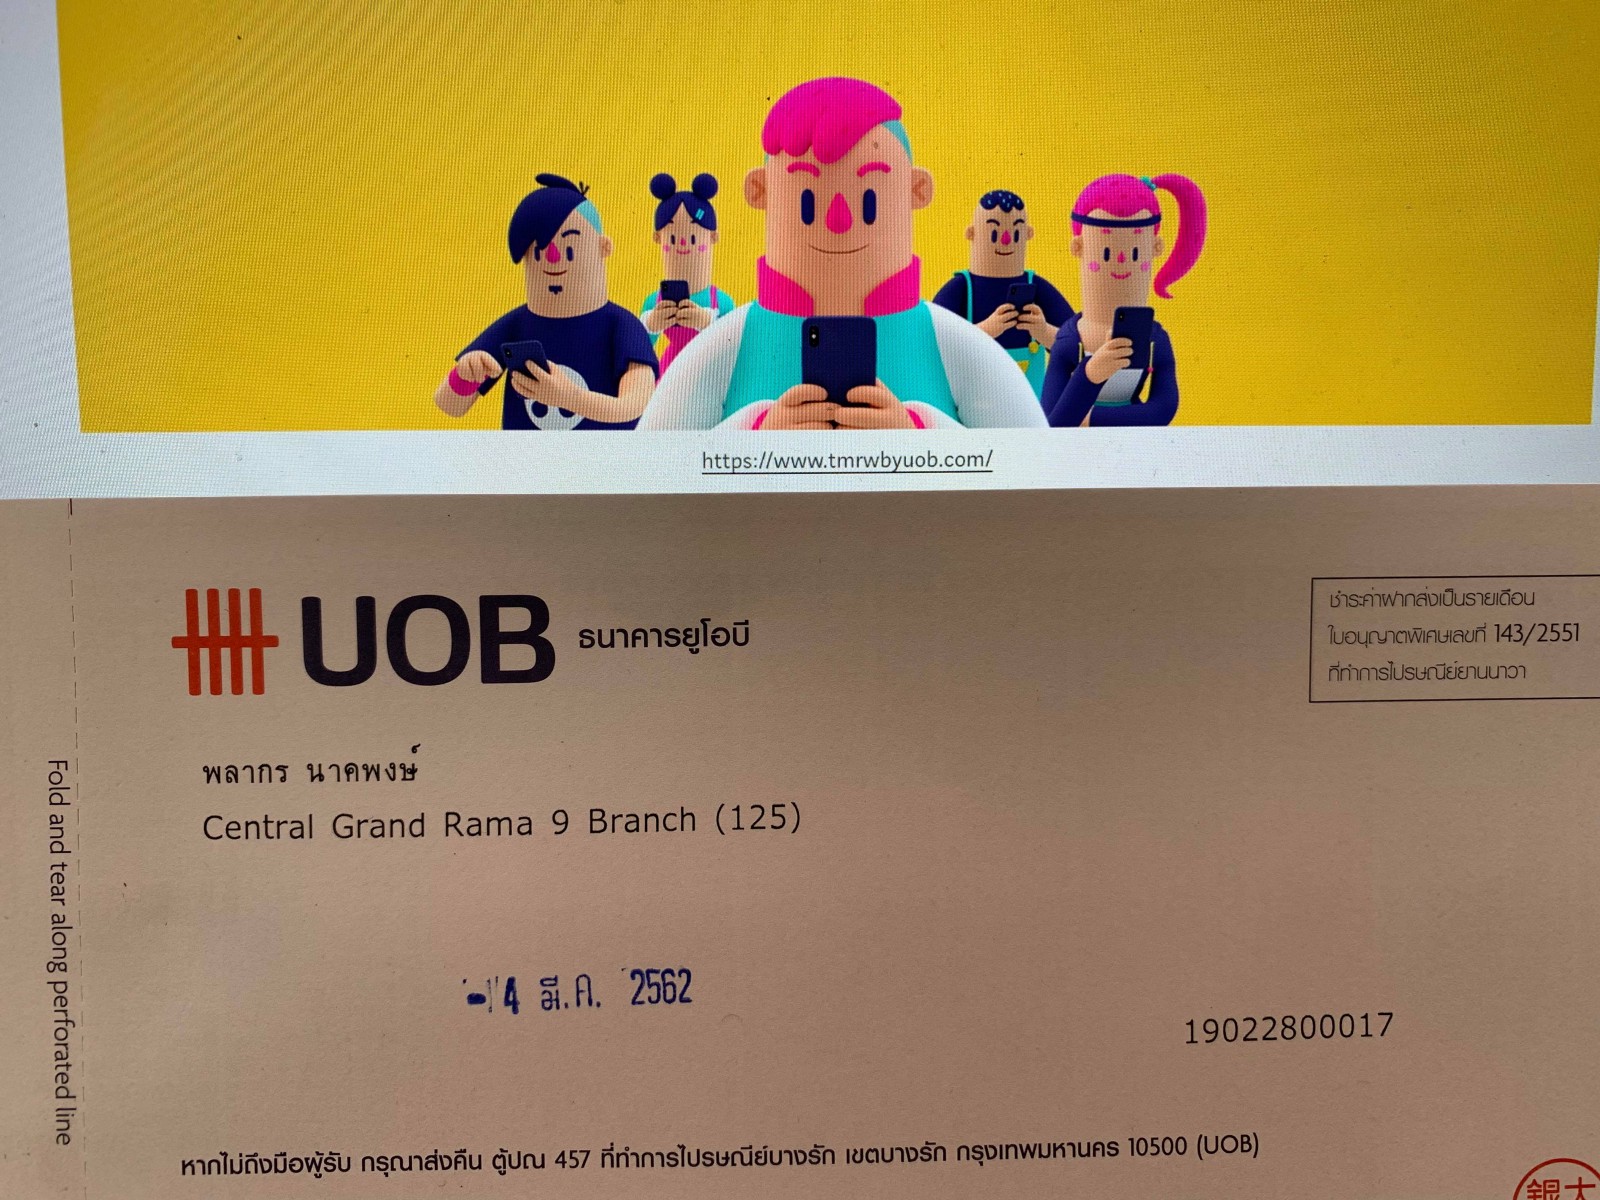 https://www.tmrwbyuob.com/
UOB ธนาคารยูโอบี
ชำระค่าฝากส่งเป็นรายเดือน
ใบอนุญาตพิเศษเลขที่ 143/2551
ที่ทำการไปรษณีย์ยานนาวา
พลากร นาคพงษ์
Central Grand Rama 9 Branch (125)
Fold and tear along perforated line
-4 มี.ค. 2562
19022800017
หากไม่ถึงมือผู้รับ กรุณาส่งคืน ตู้ปณ 457 ที่ทำการไปรษณีย์บางรัก เขตบางรัก กรุงเทพมหานคร 10500 (UOB)
銀大